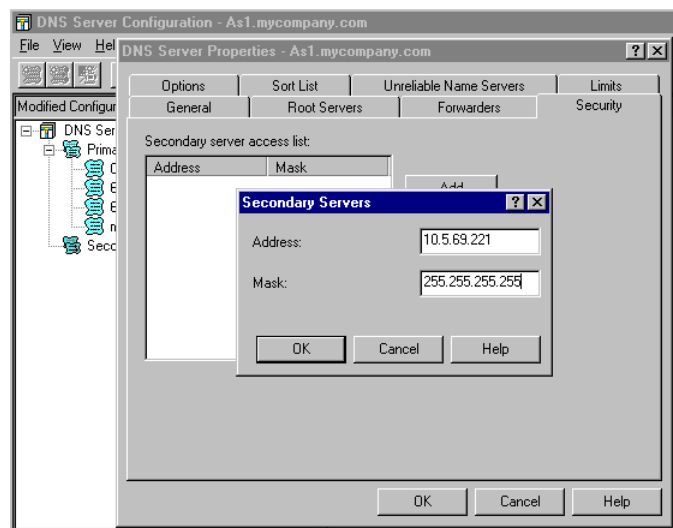 DNS Server Configuration - As1.mycompany.com
File View Hel
DNS Server Properties - As1.mycompany.com
Options Sort List Unreliable Name Servers Limits
General Root Servers Forwarders Security
Modified Configur
DNS Ser
Prima
Seco
Secondary server access list:
Address Mask
Add
Secondary Servers
Address: 10.5.69.221
Mask: 255.255.255.255
OK Cancel Help
OK Cancel Help